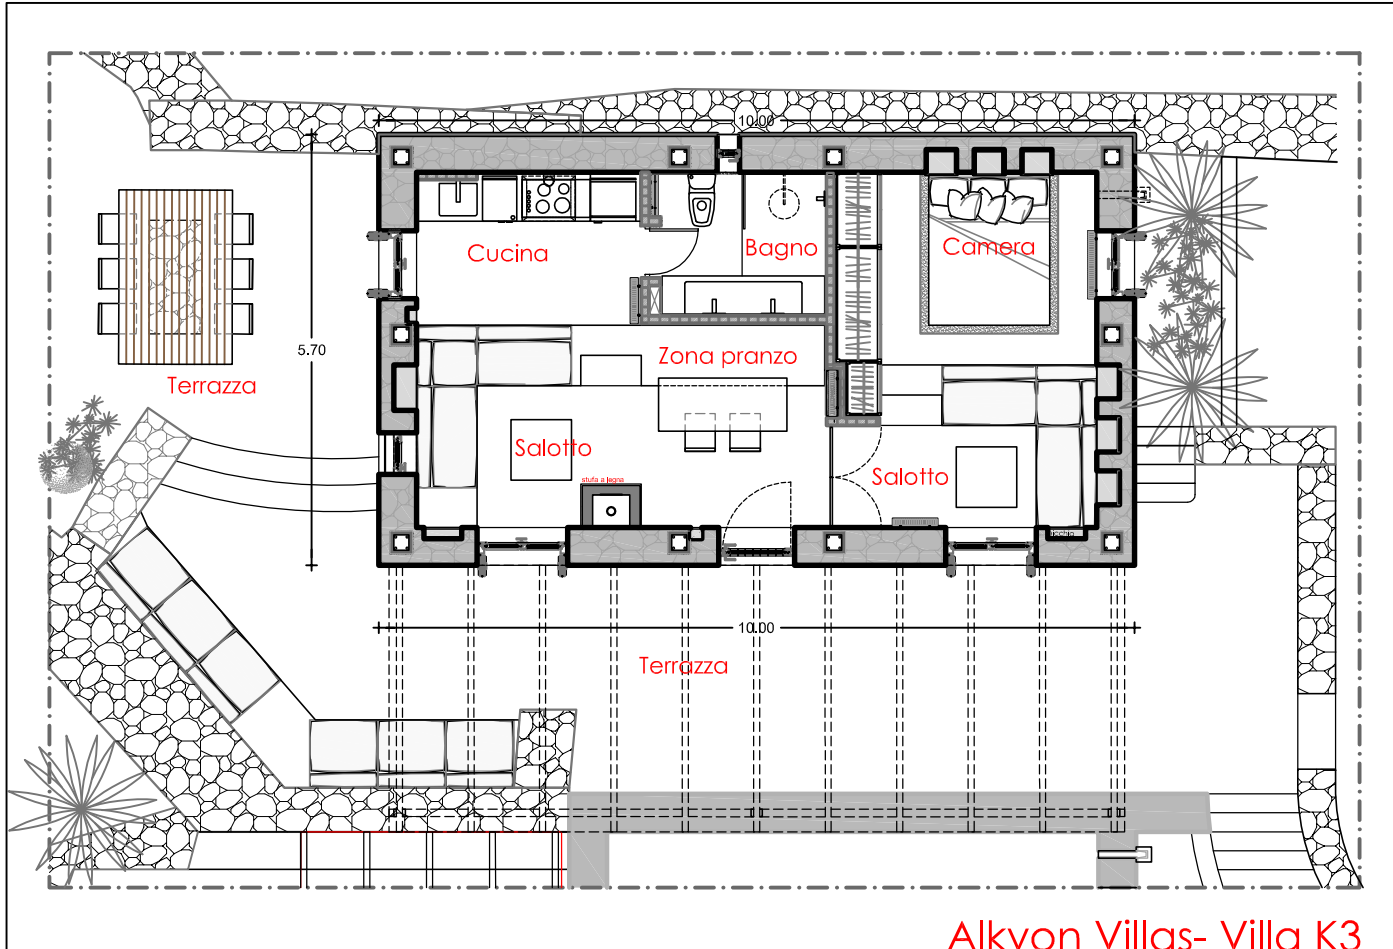 10.00
Cucina
Bagno
Camera
5.70
Zona pranzo
Terrazza
Salotto
Salotto
stufa a legna
icchia
10.00
Terrazza
Alkyon Villas- Villa K3